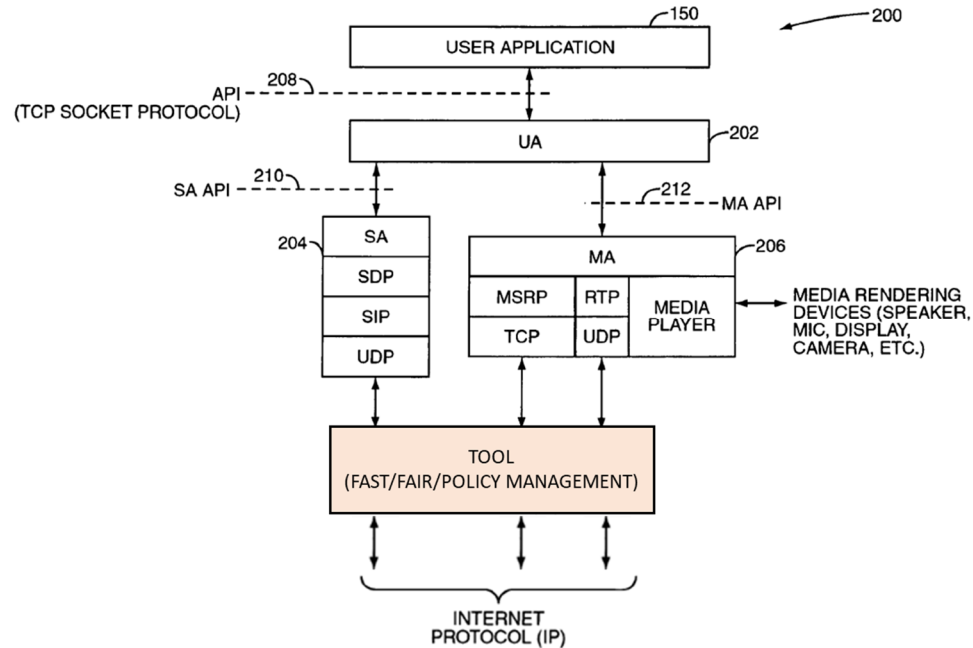 150
200
USER APPLICATION
208
API
(TCP SOCKET PROTOCOL)
UA
202
210
SA API
212
MA API
204
SA
SDP
SIP
UDP
206
MA
MSRP
RTP
TCP
UDP
MEDIA
PLAYER
MEDIA RENDERING
DEVICES (SPEAKER,
MIC, DISPLAY,
CAMERA, ETC.)
TOOL
(FAST/FAIR/POLICY MANAGEMENT)
INTERNET
PROTOCOL (IP)